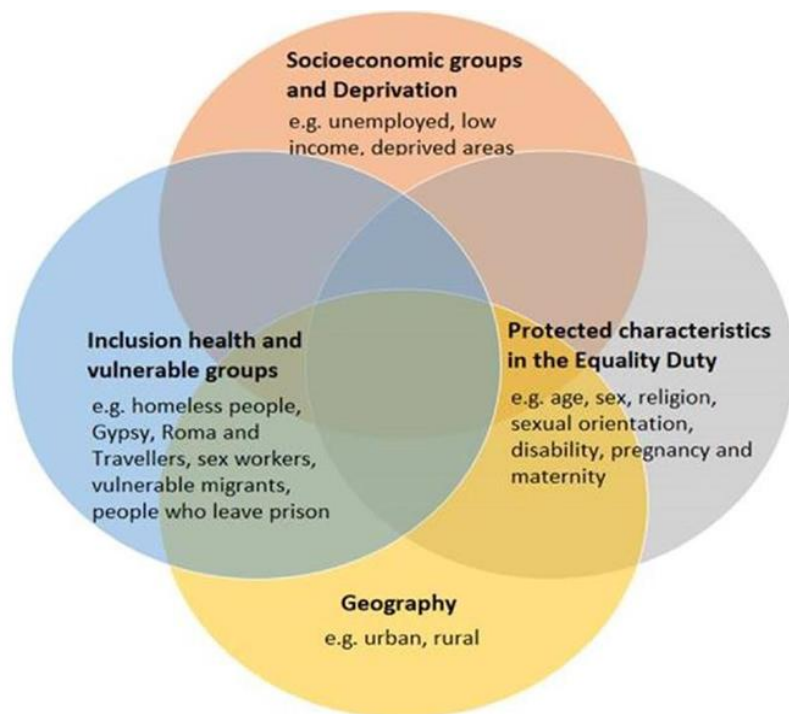 Socioeconomic groups
and Deprivation
e.g. unemployed, low
income, deprived areas
Inclusion health and
vulnerable groups
e.g. homeless people,
Gypsy, Roma and
Travellers, sex workers,
vulnerable migrants,
people who leave prison
Protected characteristics
in the Equality Duty
e.g. age, sex, religion,
sexual orientation,
disability, pregnancy and
maternity
Geography
e.g. urban, rural